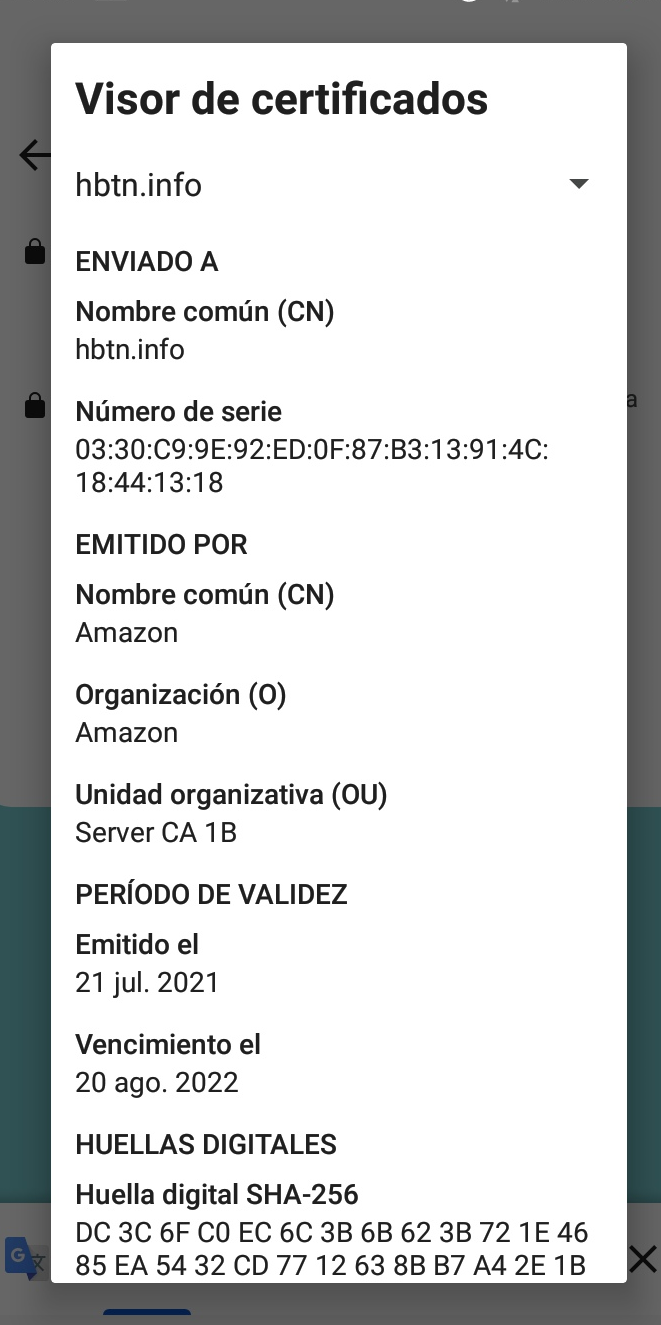 Visor de certificados
hbtn.info
ENVIADO A
Nombre común (CN)
hbtn.info
a
Número de serie
03:30:C9:9E:92:ED:0F:87:B3:13:91:4C:
18:44:13:18
EMITIDO POR
Nombre común (CN)
Amazon
Organización (O)
Amazon
Unidad organizativa (OU)
Server CA 1B
PERÍODO DE VALIDEZ
Emitido el
21 jul. 2021
Vencimiento el
20 ago. 2022
HUELLAS DIGITALES
Huella digital SHA-256
DC 3C 6F C0 EC 6C 3B 6B 62 3B 72 1E 46
85 EA 54 32 CD 77 12 63 8B B7 A4 2E 1B
G 文